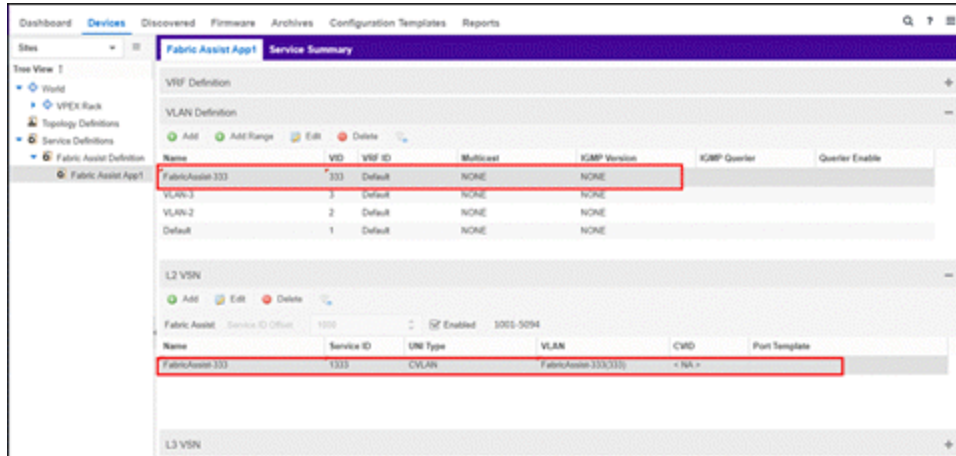 Dashboard Devices Discovered Firmware Archives Configuration Templates Reports
Sites
Fabric Assist App1 Service Summary
Tree View
World
VPEX Rack
Topology Definitions
Service Definitions
Fabric Assist Definition
Fabric Assist App1
VRF Definition
VLAN Definition
Add Add Range Edit Delete
Name VID VRF ID Multicast IGMP Version IGMP Querier Querier Enable
FabricAssist-333 333 Default NONE NONE
VLAN-3 3 Default NONE NONE
VLAN-2 2 Default NONE NONE
Default 1 Default NONE NONE
L2 VSN
Add Edit Delete
Fabric Assist Service ID Offset 1000 Enabled 1001-5094
Name Service ID UNI Type VLAN CVID Port Template
FabricAssist-333 1333 CVLAN FabricAssist-333(333) < NA >
L3 VSN